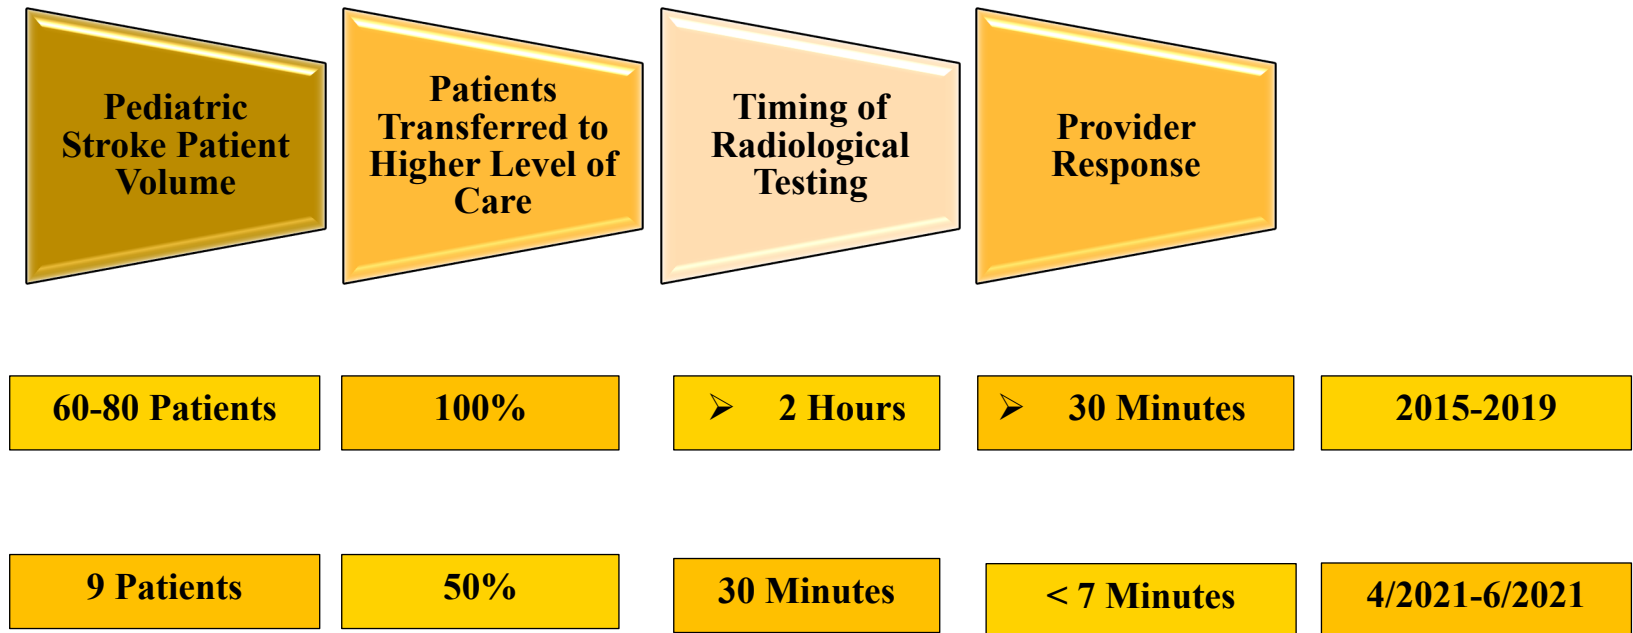 Pediatric
Stroke Patient
Volume
Patients
Transferred to
Higher Level of
Care
Timing of
Radiological
Testing
Provider
Response
60-80 Patients
100%
➢ 2 Hours
➢ 30 Minutes
2015-2019
9 Patients
50%
30 Minutes
< 7 Minutes
4/2021-6/2021